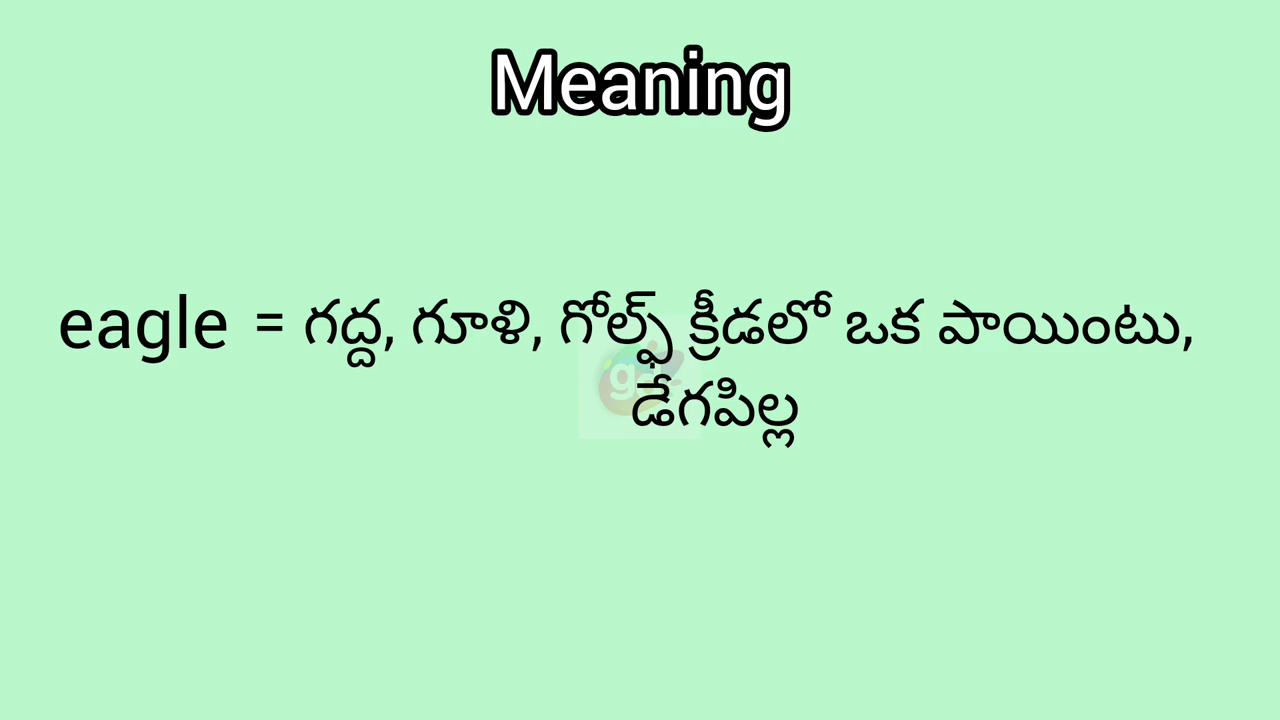 Meaning
eagle = గద్ద, గూళి, గోల్ఫ్ క్రీడలో ఒక పాయింటు,
డేగపిల్ల